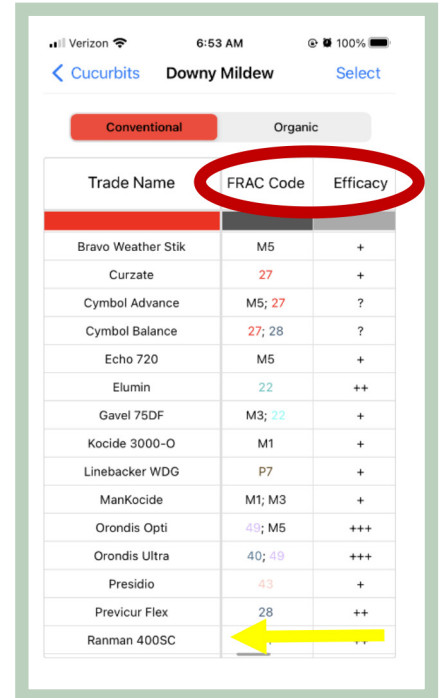 Verizon 6:53 AM 100%
Cucurbits Downy Mildew Select
Conventional Organic
Trade Name FRAC Code Efficacy
Bravo Weather Stik M5 +
Curzate 27 +
Cymbol Advance M5; 27 ?
Cymbol Balance 27; 28 ?
Echo 720 M5 +
Elumin 22 ++
Gavel 75DF M3; 22 +
Kocide 3000-O M1 +
Linebacker WDG P7 +
ManKocide M1; M3 +
Orondis Opti 49; M5 +++
Orondis Ultra 40; 49 +++
Presidio 43 +
Previcur Flex 28 ++
Ranman 400SC